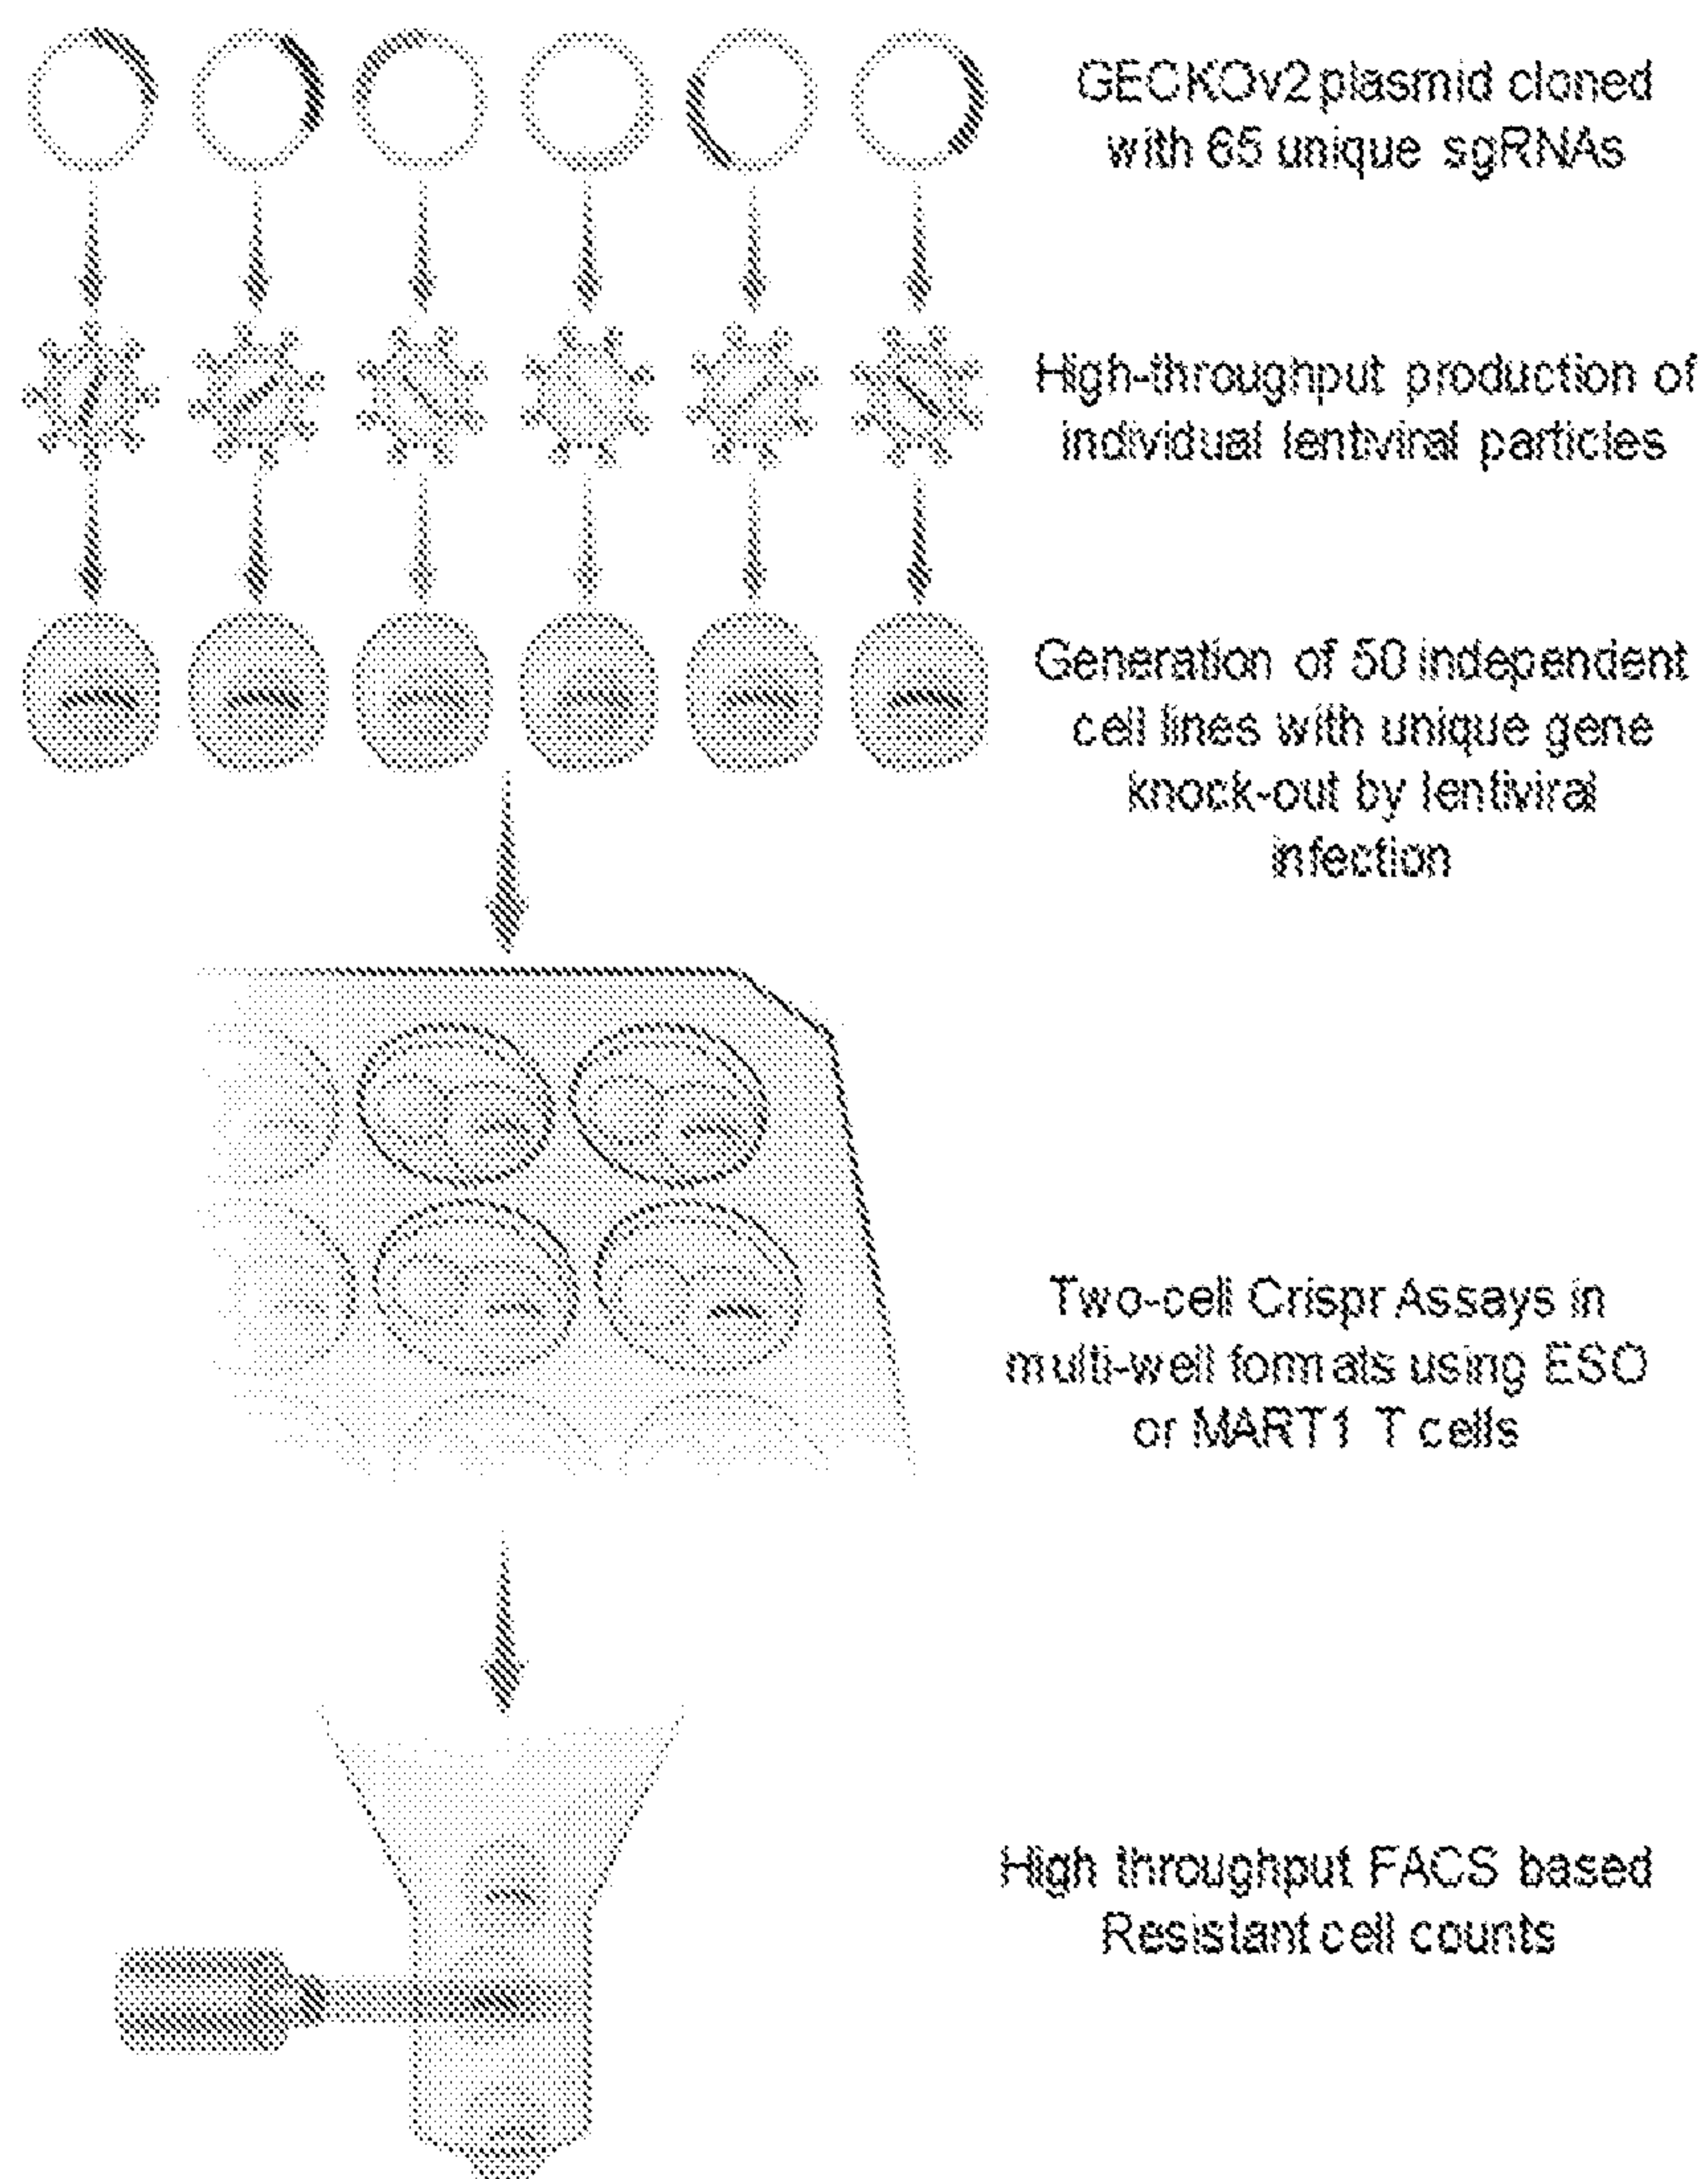 GECKOv2 plasmid cloned
with 65 unique sgRNAs
High-throughput production of
individual lentiviral particles
Generation of 50 independent
cell lines with unique gene
knock-out by lentiviral
infection
Two-cell Crispr Assays in
multi-well formats using ESO
or MART1 T cells
High throughput FACS based
Resistant cell counts